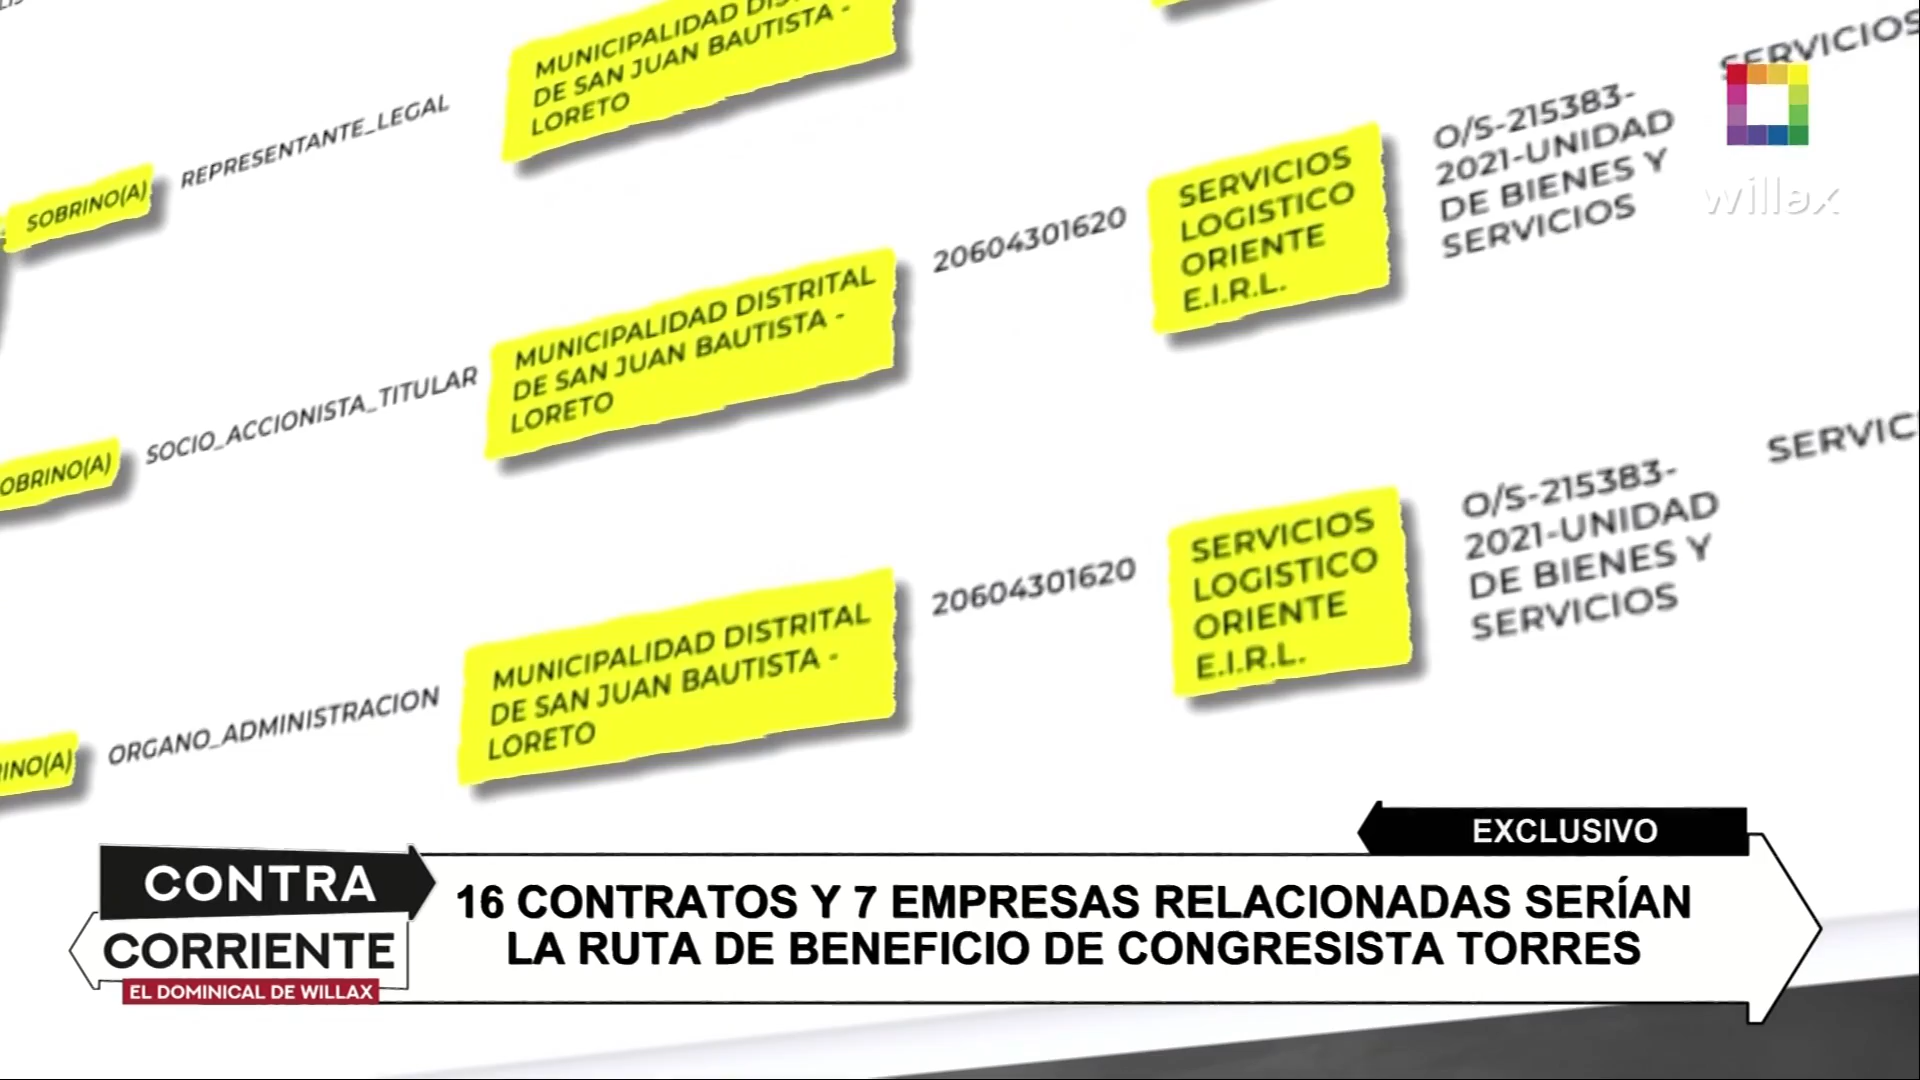 MUNICIPALIDAD
DE SAN JUAN BAUTISTA -
LORETO
REPRESENTANTE_LEGAL
SOBRINO(A)
SERVICIOS
O/S-215383-
2021-UNIDAD
DE BIENES Y
SERVICIOS
SERVICIOS
LOGISTICO
ORIENTE
E.I.R.L.
willax
20604301620
MUNICIPALIDAD DISTRITAL
DE SAN JUAN BAUTISTA -
LORETO
SOCIO_ACCIONISTA_TITULAR
OBRINO(A)
SERVIC
O/S-215383-
2021-UNIDAD
DE BIENES Y
SERVICIOS
SERVICIOS
LOGISTICO
ORIENTE
E.I.R.L.
20604301620
MUNICIPALIDAD DISTRITAL
DE SAN JUAN BAUTISTA -
LORETO
ORGANO_ADMINISTRACION
INO(A)
EXCLUSIVO
CONTRA
CORRIENTE
EL DOMINICAL DE WILLAX
16 CONTRATOS Y 7 EMPRESAS RELACIONADAS SERÍAN
LA RUTA DE BENEFICIO DE CONGRESISTA TORRES